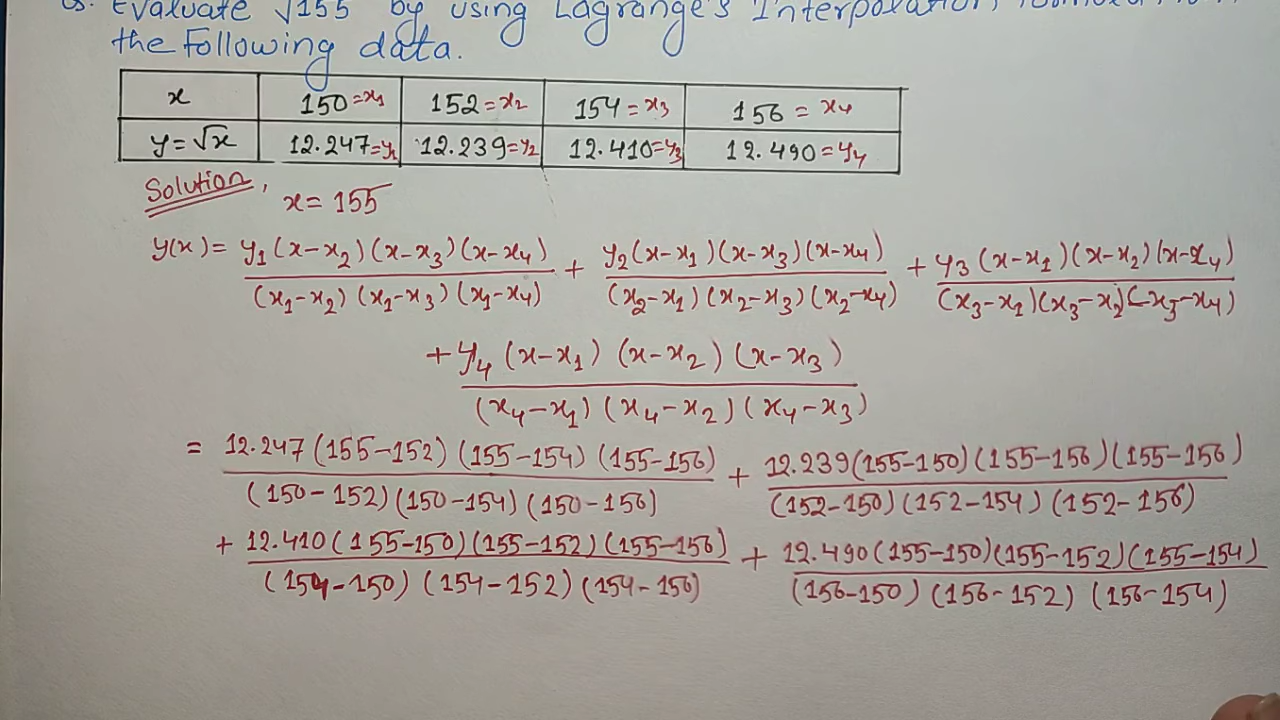 Evaluate √155 by using Lagrange's Interpolation
the following data.
x 150=x₁ 152=x₂ 154=x₃ 156=x₄
y=√x 12.247=y₁ 12.239=y₂ 12.410=y₃ 12.490=y₄
Solution, x=155
y(x)= y₁(x-x₂)(x-x₃)(x-x₄) / (x₁-x₂)(x₁-x₃)(x₁-x₄) + y₂(x-x₁)(x-x₃)(x-x₄) / (x₂-x₁)(x₂-x₃)(x₂-x₄) + y₃(x-x₁)(x-x₂)(x-x₄) / (x₃-x₁)(x₃-x₂)(x₃-x₄)
+ y₄(x-x₁)(x-x₂)(x-x₃) / (x₄-x₁)(x₄-x₂)(x₄-x₃)
= 12.247(155-152)(155-154)(155-156) / (150-152)(150-154)(150-156) + 12.239(155-150)(155-156)(155-156) / (152-150)(152-154)(152-156)
+ 12.410(155-150)(155-152)(155-156) / (154-150)(154-152)(154-156) + 12.490(155-150)(155-152)(155-154) / (156-150)(156-152)(156-154)